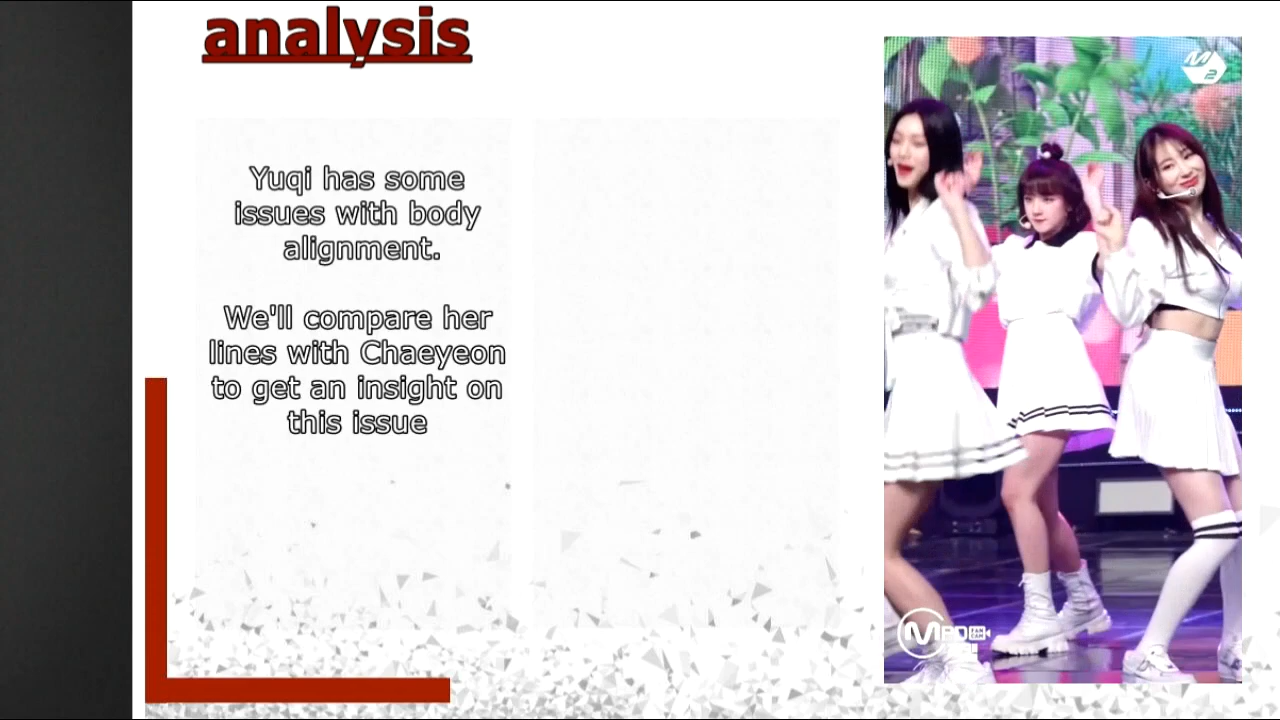 analysis
Yuqi has some
issues with body
alignment.
We'll compare her
lines with Chaeyeon
to get an insight on
this issue
M
2
M